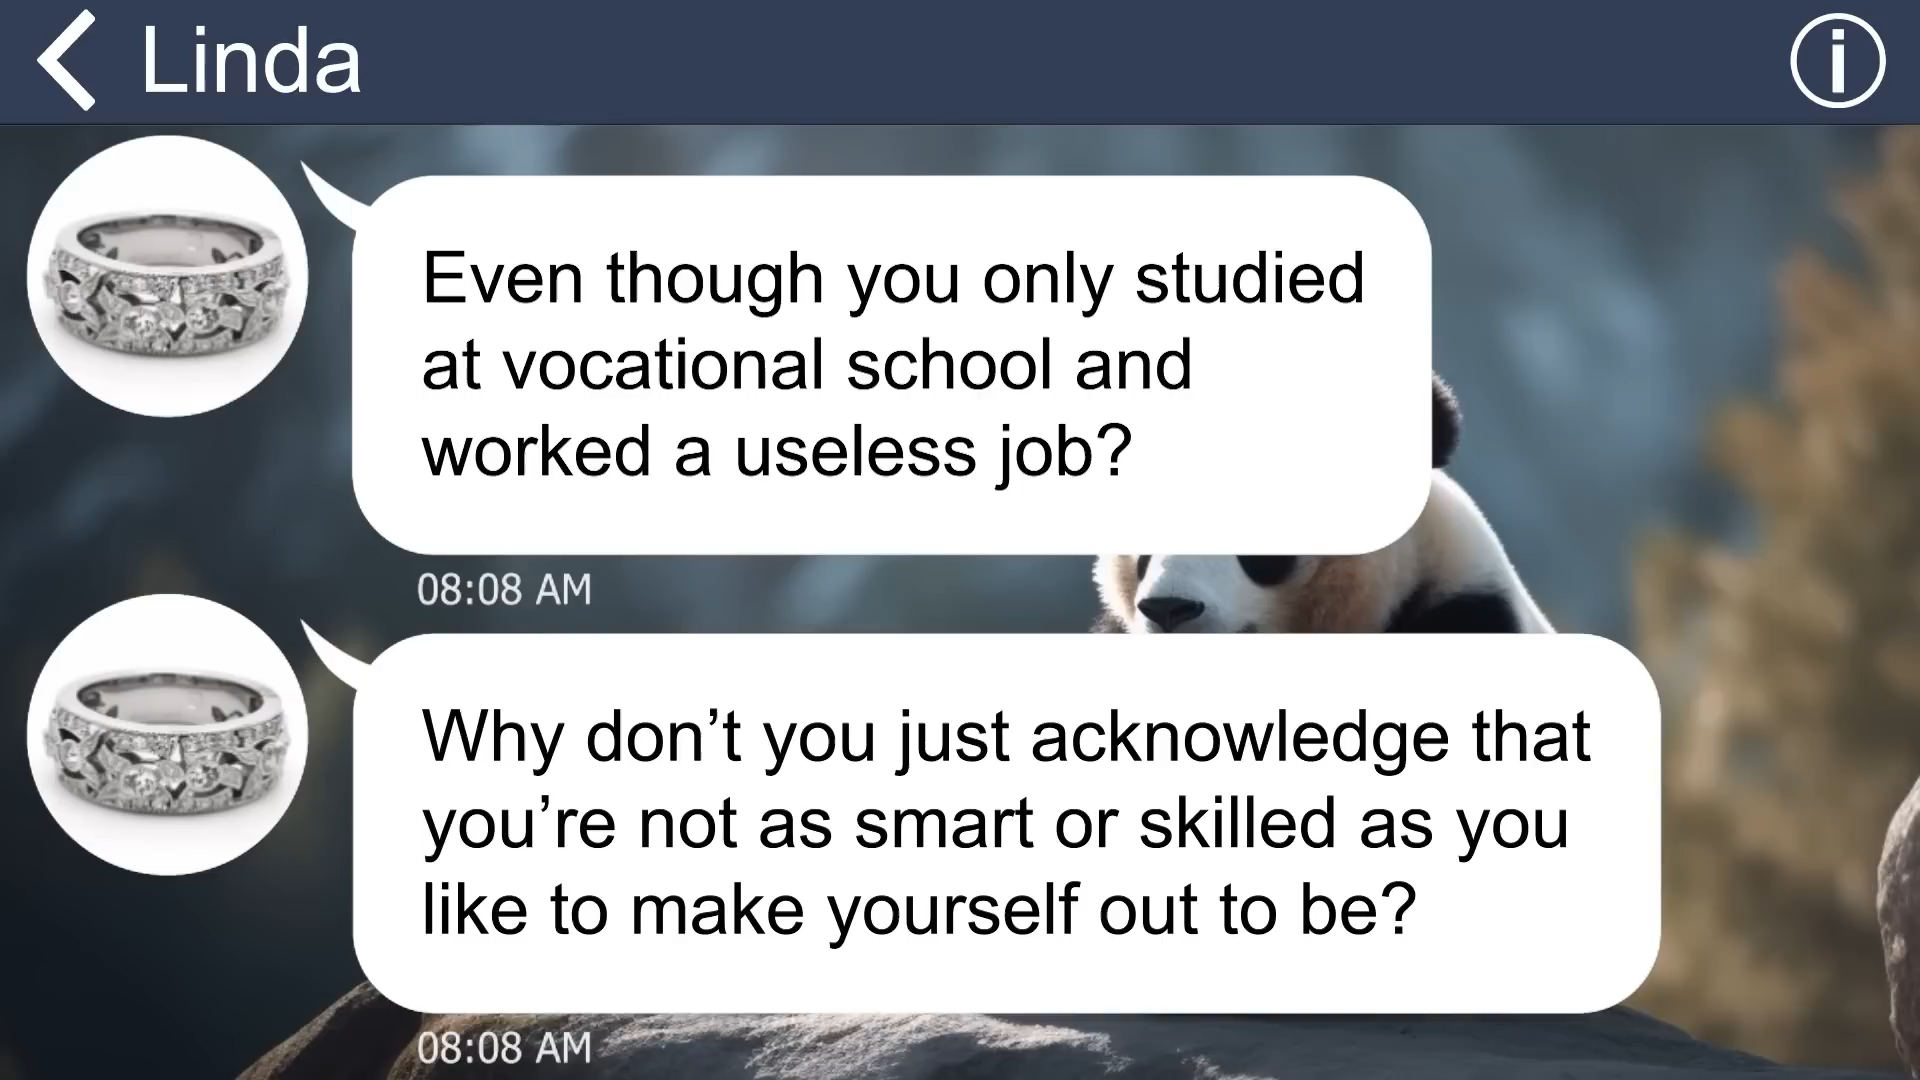 Linda
Even though you only studied
at vocational school and
worked a useless job?
08:08 AM
Why don’t you just acknowledge that
you’re not as smart or skilled as you
like to make yourself out to be?
08:08 AM